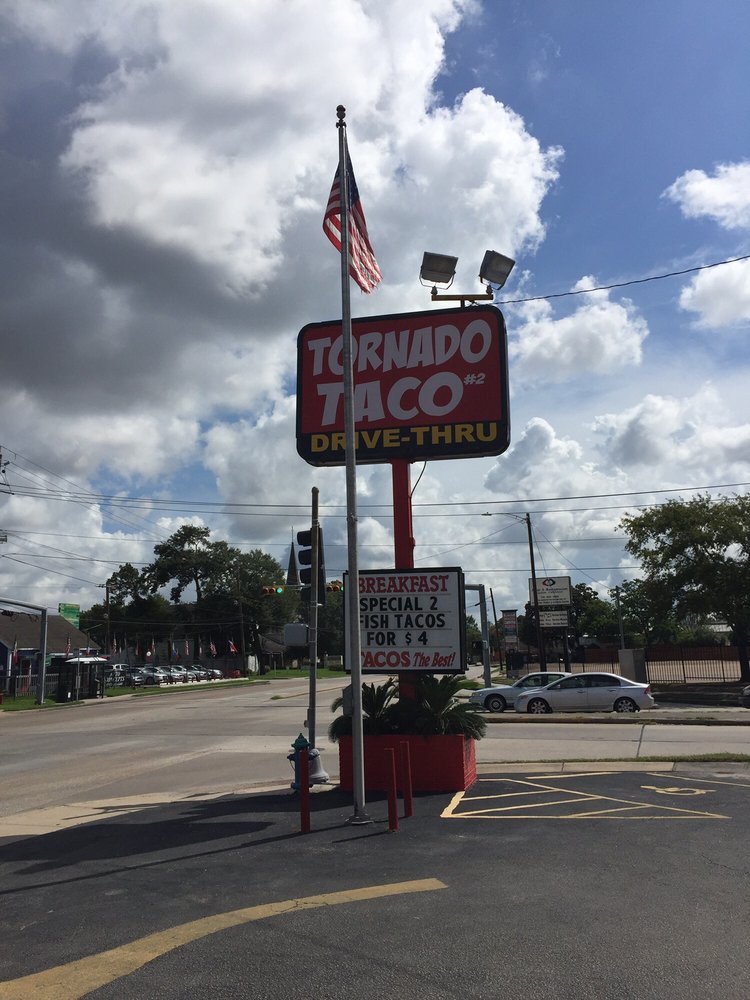 TORNADO
TACO #2
DRIVE-THRU
BREAKFAST
SPECIAL 2
FISH TACOS
FOR $ 4
TACOS The Best!